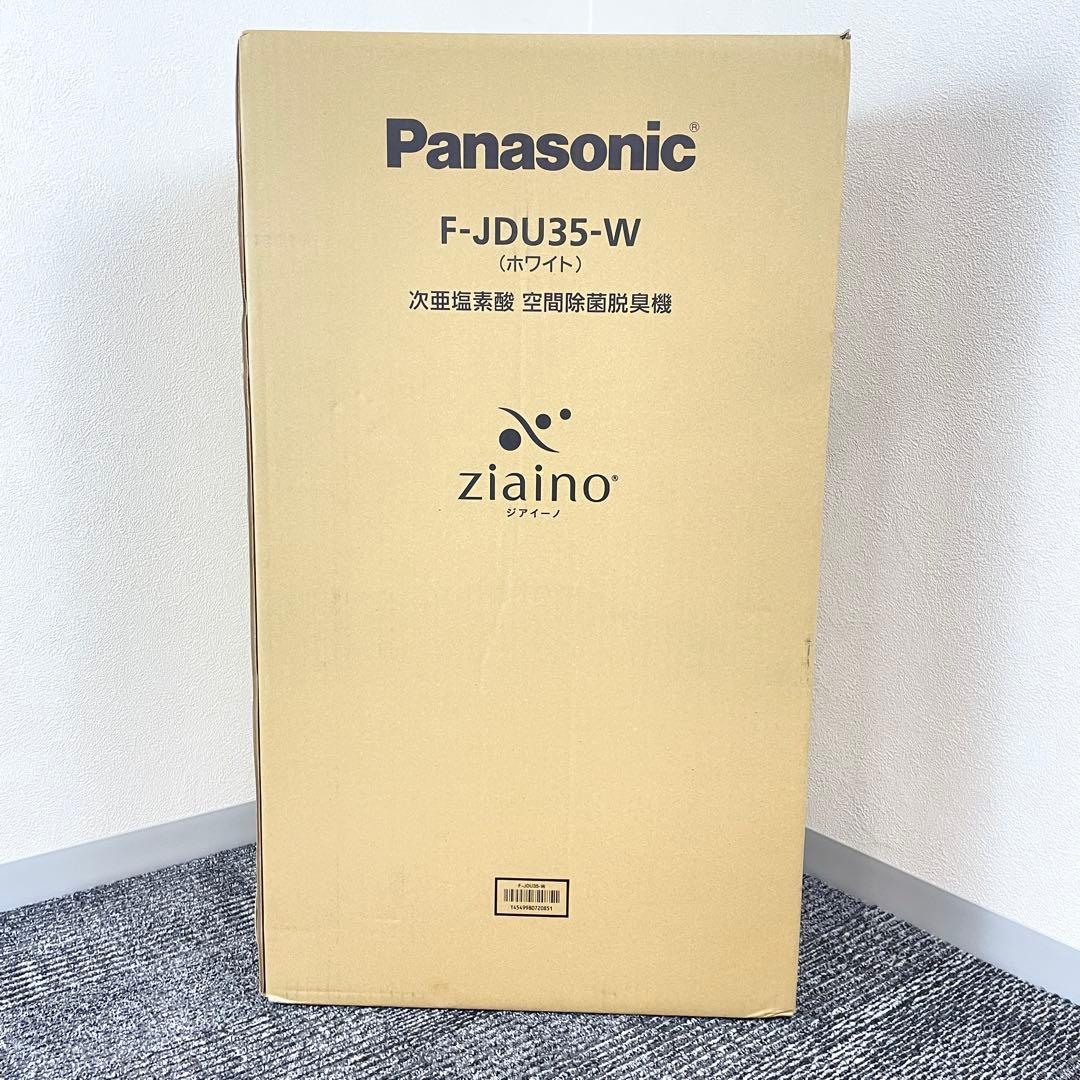 Panasonic®
F-JDU35-W
（ホワイト）
次亜塩素酸 空間除菌脱臭機
ziaino®
ジアイーノ
F-JDU35-W
14549980720851